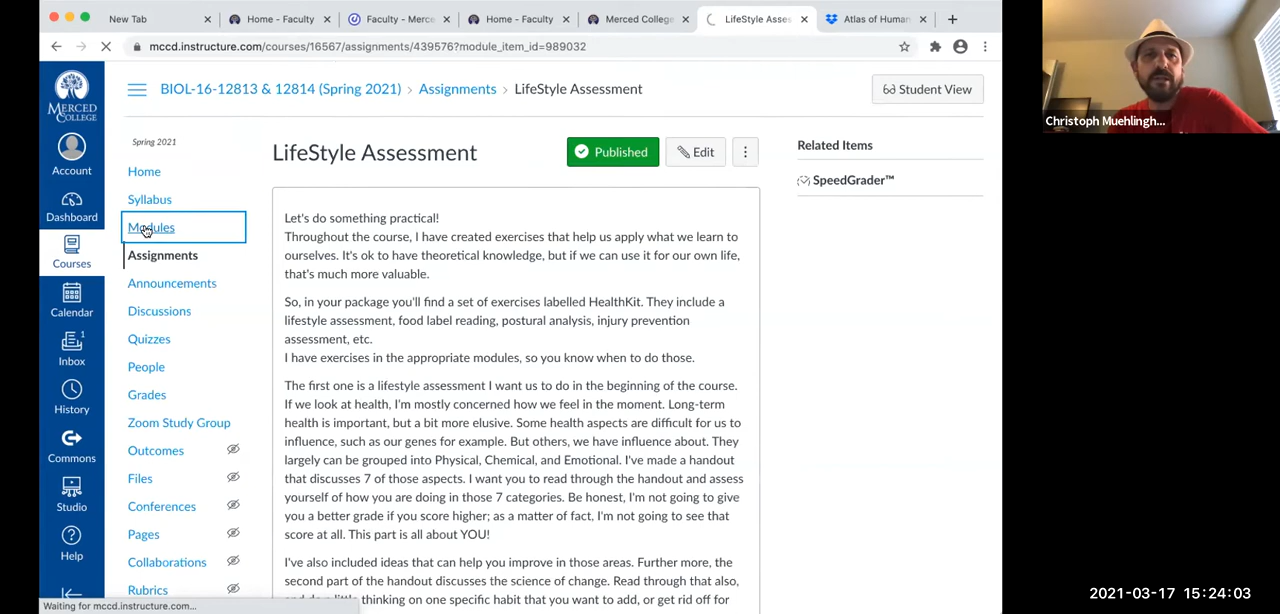 New Tab
Home - Faculty
Faculty - Merce
Home - Faculty
Merced College
LifeStyle Asses
Atlas of Human
mccd.instructure.com/courses/16567/assignments/439576?module_item_id=989032
MERCED
COLLEGE
Account
Dashboard
Courses
Calendar
1
Inbox
History
Commons
Studio
Help
BIOL-16-12813 & 12814 (Spring 2021) › Assignments › LifeStyle Assessment
Student View
Spring 2021
Home
Syllabus
Modules
Assignments
Announcements
Discussions
Quizzes
People
Grades
Zoom Study Group
Outcomes
Files
Conferences
Pages
Collaborations
Rubrics
LifeStyle Assessment
Published
Edit
Related Items
SpeedGrader™
Let's do something practical!
Throughout the course, I have created exercises that help us apply what we learn to
ourselves. It's ok to have theoretical knowledge, but if we can use it for our own life,
that's much more valuable.
So, in your package you'll find a set of exercises labelled HealthKit. They include a
lifestyle assessment, food label reading, postural analysis, injury prevention
assessment, etc.
I have exercises in the appropriate modules, so you know when to do those.
The first one is a lifestyle assessment I want us to do in the beginning of the course.
If we look at health, I'm mostly concerned how we feel in the moment. Long-term
health is important, but a bit more elusive. Some health aspects are difficult for us to
influence, such as our genes for example. But others, we have influence about. They
largely can be grouped into Physical, Chemical, and Emotional. I've made a handout
that discusses 7 of those aspects. I want you to read through the handout and assess
yourself of how you are doing in those 7 categories. Be honest, I'm not going to give
you a better grade if you score higher; as a matter of fact, I'm not going to see that
score at all. This part is all about YOU!
I've also included ideas that can help you improve in those areas. Further more, the
second part of the handout discusses the science of change. Read through that also,
thinking on one specific habit that you want to add, or get rid off for
Waiting for mccd.instructure.com...
Christoph Muehlingh...
2021-03-17 15:24:03